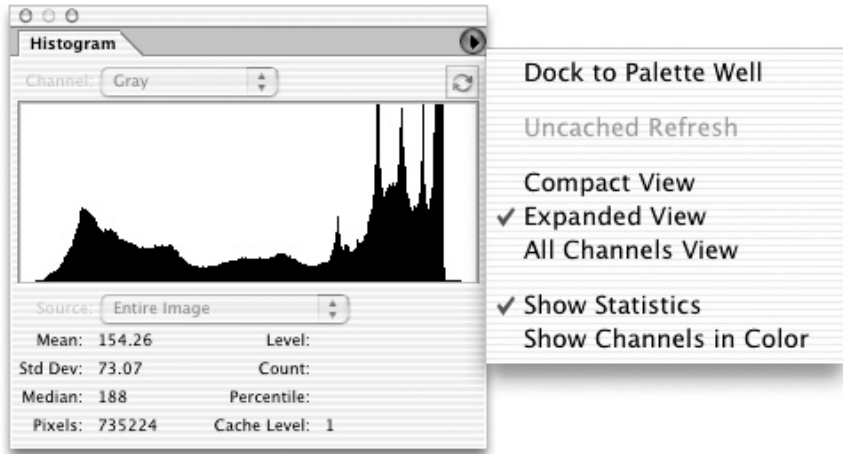 Histogram
Channel: Gray
Source: Entire Image
Mean: 154.26 Level:
Std Dev: 73.07 Count:
Median: 188 Percentile:
Pixels: 735224 Cache Level: 1
Dock to Palette Well
Uncached Refresh
Compact View
Expanded View
All Channels View
Show Statistics
Show Channels in Color